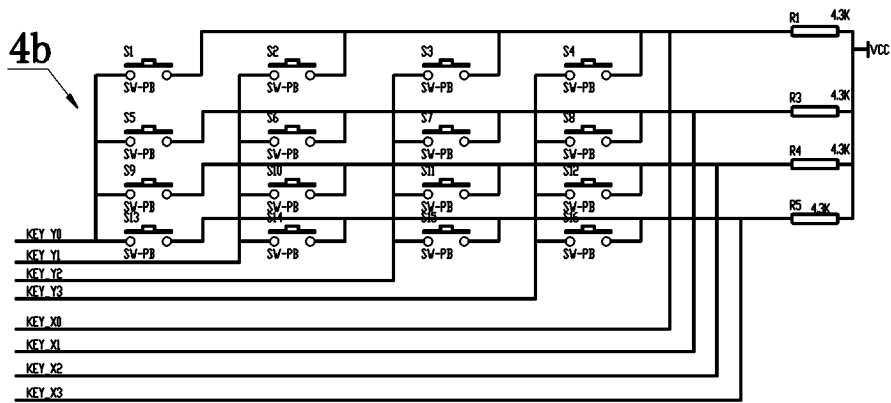 R1 4.3K
4b
S1 S2 S3 S4
VCC
SW-PB SW-PB SW-PB SW-PB
R3 4.3K
S5 S6 S7 S8
SW-PB SW-PB SW-PB SW-PB
R4 4.3K
S9 S10 S11 S12
SW-PB SW-PB SW-PB SW-PB
R5 4.3K
S13 S14 S15 S16
KEY_Y0
SW-PB SW-PB SW-PB SW-PB
KEY_Y1
KEY_Y2
KEY_Y3
KEY_X0
KEY_X1
KEY_X2
KEY_X3